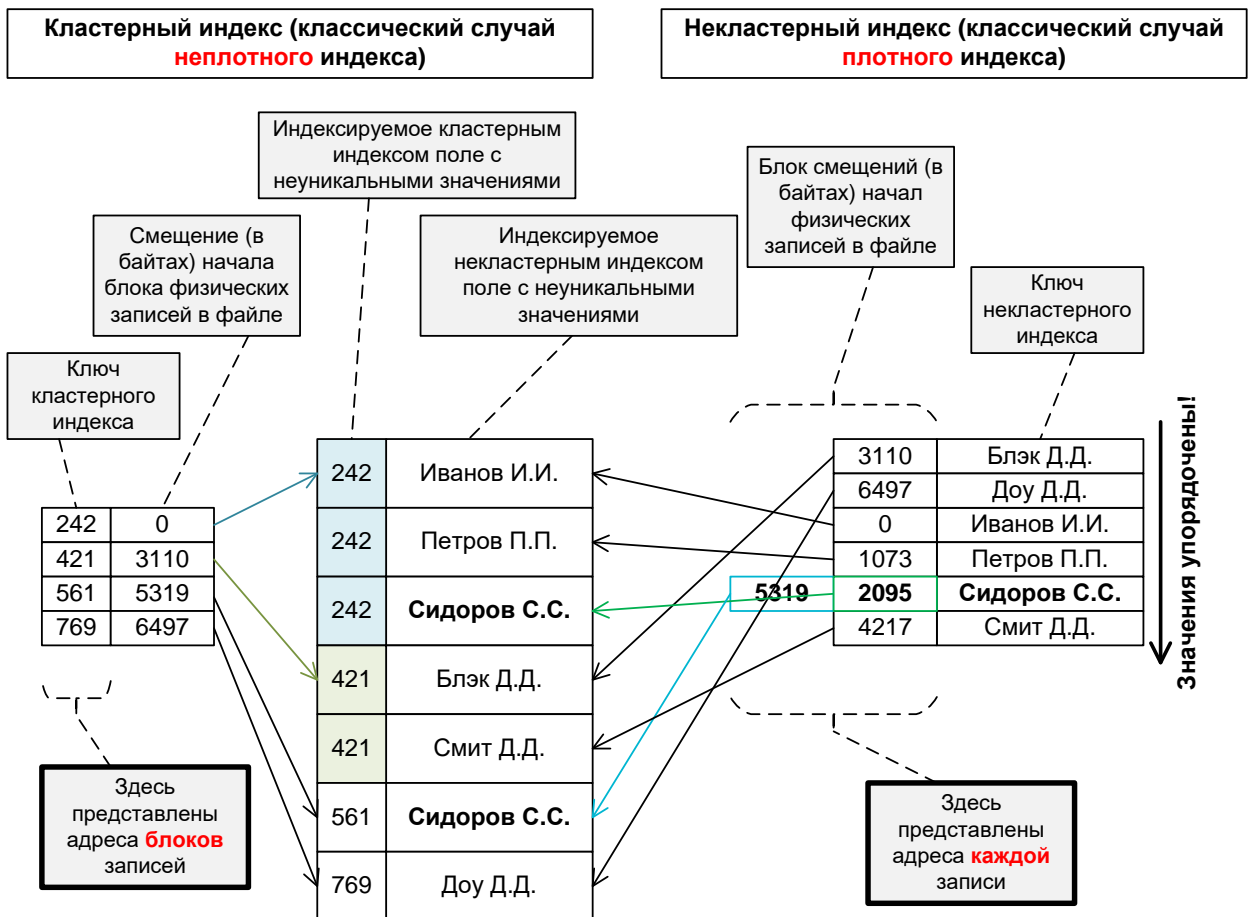 Кластерный индекс (классический случай
неплотного индекса)
Некластерный индекс (классический случай
плотного индекса)
Индексируемое кластерным
индексом поле с
неуникальными значениями
Смещение (в
байтах) начала
блока физических
записей в файле
Индексируемое
некластерным индексом
поле с неуникальными
значениями
Блок смещений (в
байтах) начал
физических
записей в файле
Ключ
некластерного
индекса
Ключ
кластерного
индекса
242 0
421 3110
561 5319
769 6497
242 Иванов И.И.
242 Петров П.П.
242 Сидоров С.С.
421 Блэк Д.Д.
421 Смит Д.Д.
561 Сидоров С.С.
769 Доу Д.Д.
3110 Блэк Д.Д.
6497 Доу Д.Д.
0 Иванов И.И.
1073 Петров П.П.
5319 2095 Сидоров С.С.
4217 Смит Д.Д.
Значения упорядочены!
Здесь
представлены
адреса блоков
записей
Здесь
представлены
адреса каждой
записи